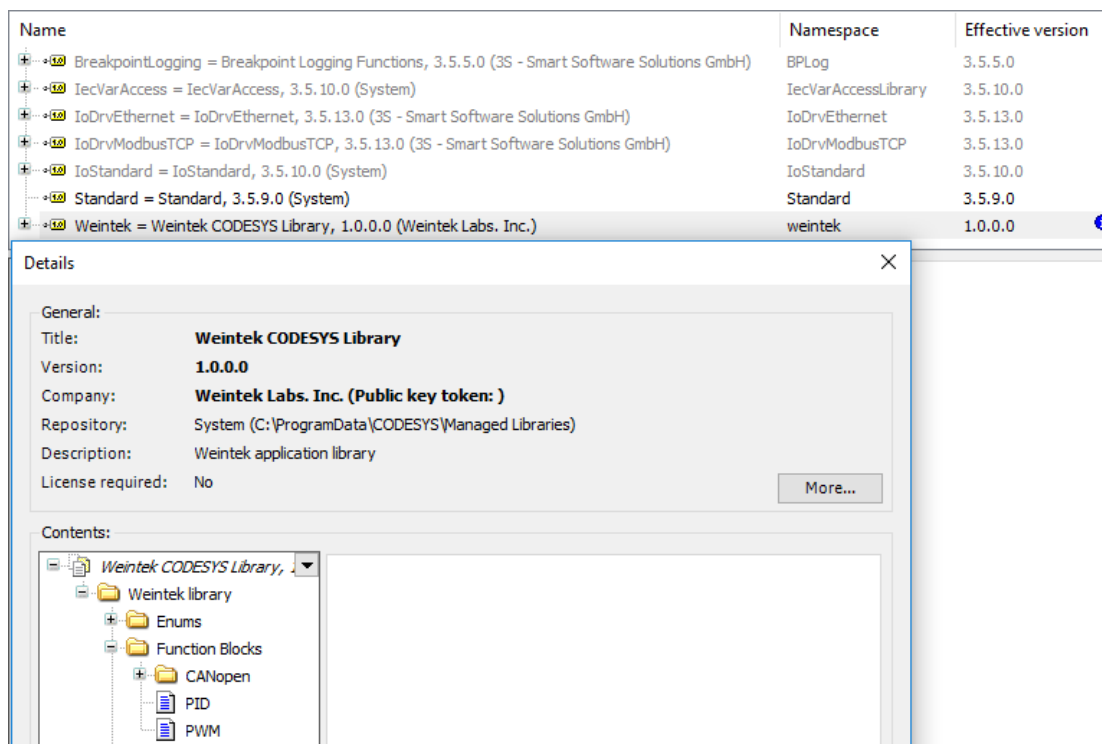 Name Namespace Effective version
BreakpointLogging = Breakpoint Logging Functions, 3.5.5.0 (3S - Smart Software Solutions GmbH) BPLog 3.5.5.0
IecVarAccess = IecVarAccess, 3.5.10.0 (System) IecVarAccessLibrary 3.5.10.0
IoDrvEthernet = IoDrvEthernet, 3.5.13.0 (3S - Smart Software Solutions GmbH) IoDrvEthernet 3.5.13.0
IoDrvModbusTCP = IoDrvModbusTCP, 3.5.13.0 (3S - Smart Software Solutions GmbH) IoDrvModbusTCP 3.5.13.0
IoStandard = IoStandard, 3.5.10.0 (System) IoStandard 3.5.10.0
Standard = Standard, 3.5.9.0 (System) Standard 3.5.9.0
Weintek = Weintek CODESYS Library, 1.0.0.0 (Weintek Labs. Inc.) weintek 1.0.0.0
Details
General:
Title: Weintek CODESYS Library
Version: 1.0.0.0
Company: Weintek Labs. Inc. (Public key token: )
Repository: System (C:\ProgramData\CODESYS\Managed Libraries)
Description: Weintek application library
License required: No
More...
Contents:
Weintek CODESYS Library,
Weintek library
Enums
Function Blocks
CANopen
PID
PWM